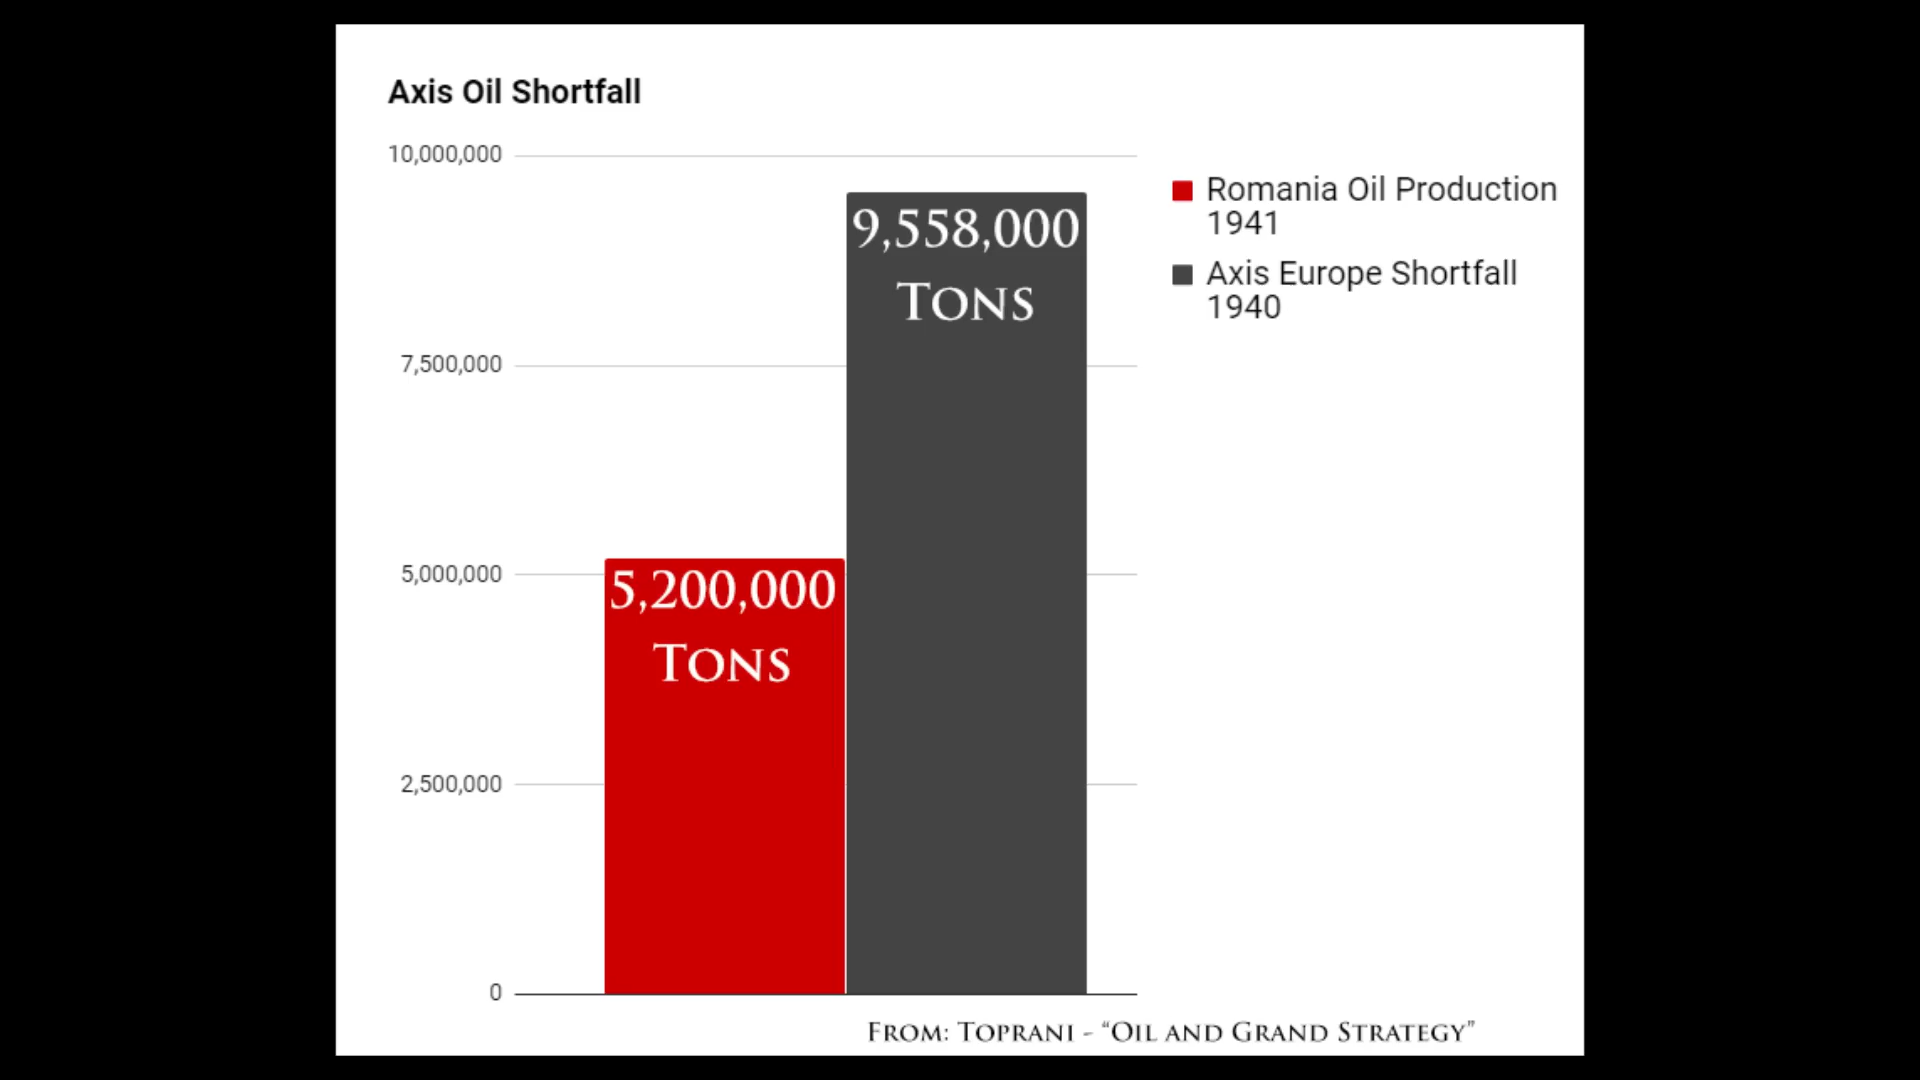 Axis Oil Shortfall
10,000,000
7,500,000
5,000,000
2,500,000
0
9,558,000
Tons
5,200,000
Tons
Romania Oil Production
1941
Axis Europe Shortfall
1940
From: Toprani - “Oil and Grand Strategy”